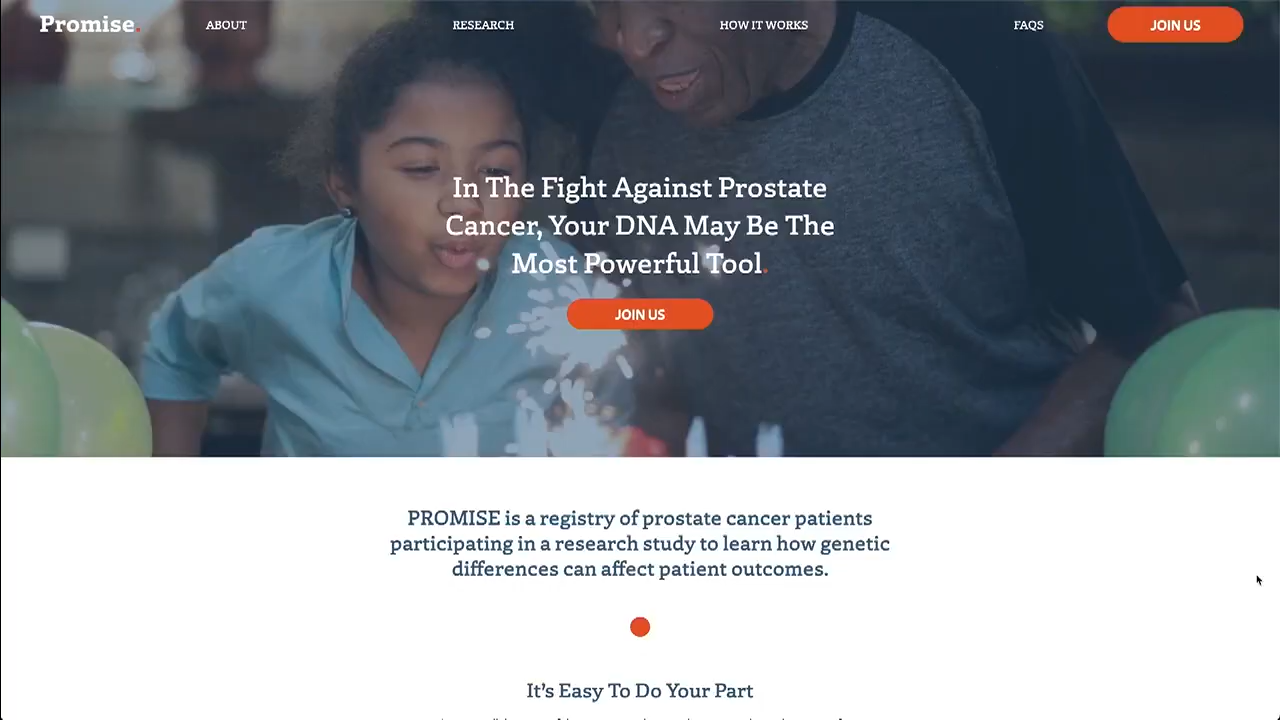 Promise.
ABOUT
RESEARCH
HOW IT WORKS
FAQS
JOIN US
In The Fight Against Prostate
Cancer, Your DNA May Be The
Most Powerful Tool.
JOIN US
PROMISE is a registry of prostate cancer patients
participating in a research study to learn how genetic
differences can affect patient outcomes.
It's Easy To Do Your Part